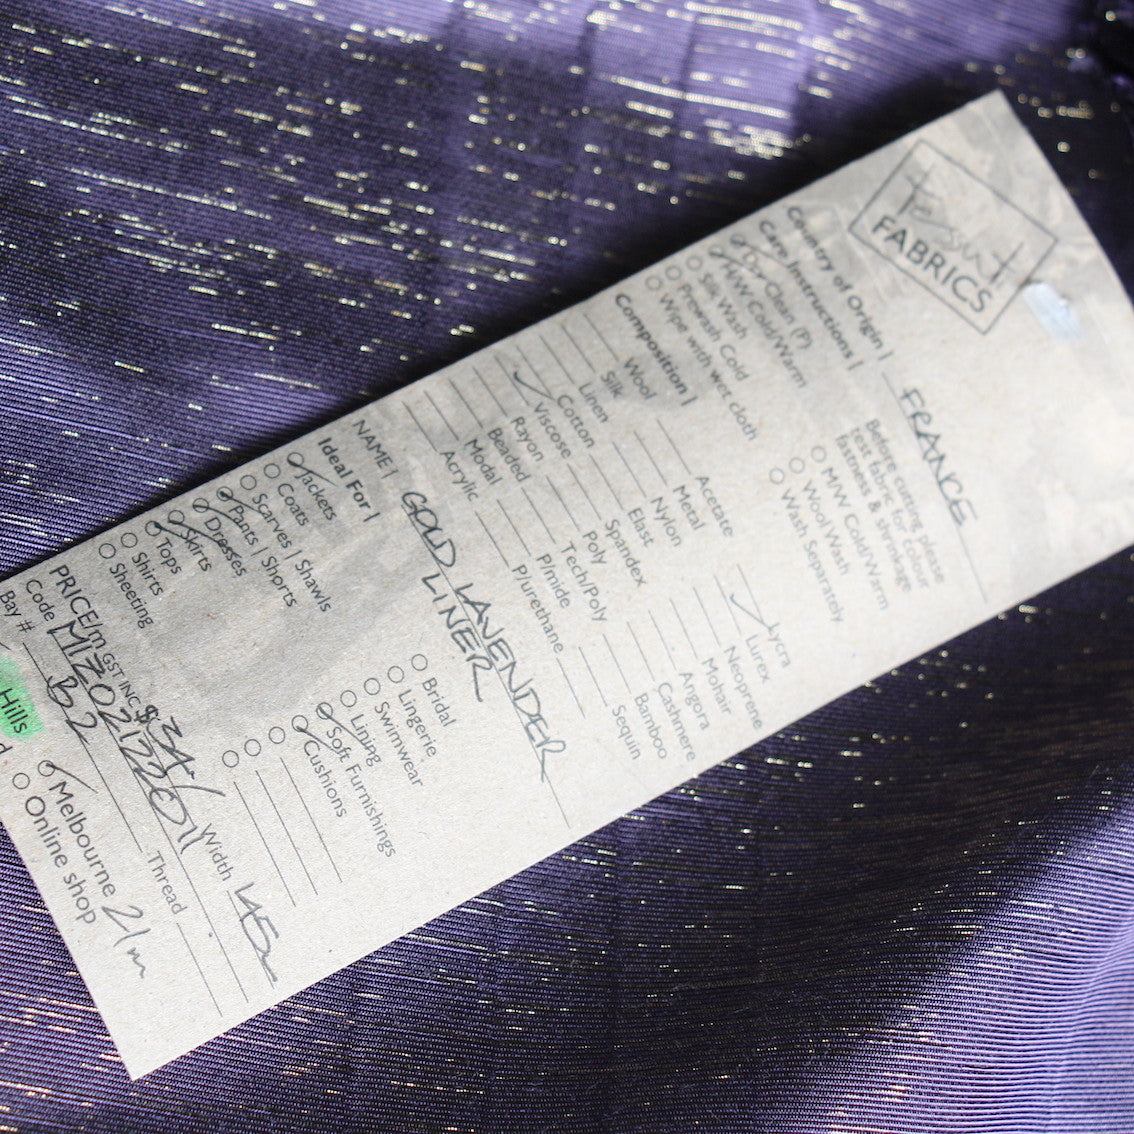 Tessuti
FABRICS
Country of Origin | FRANCE
Care Instructions |
Before cutting please
test fabric for colour
fastness & shrinkage
Dry Clean (P)
H/W Cold/Warm
Silk Wash
Prewash Cold
Wipe with wet cloth
M/W Cold/Warm
Wool Wash
Wash Separately
Composition |
Wool
Silk
Linen
Cotton
Viscose
Rayon
Beaded
Modal
Acrylic
Acetate
Metal
Nylon
Elast
Spandex
Poly
Tech/Poly
P/mide
P/urethane
Lycra
Lurex
Neoprene
Mohair
Angora
Cashmere
Bamboo
Sequin
NAME | GOLD LAVENDER
LINER
Ideal For |
Jackets
Coats
Scarves | Shawls
Pants | Shorts
Dresses
Skirts
Tops
Shirts
Sheeting
Bridal
Lingerie
Swimwear
Lining
Soft Furnishings
Cushions
PRICE/m GST INC $ 34.- Width 145
Code
Bay # B2 Thread
Hills
Melbourne 21m
Online shop